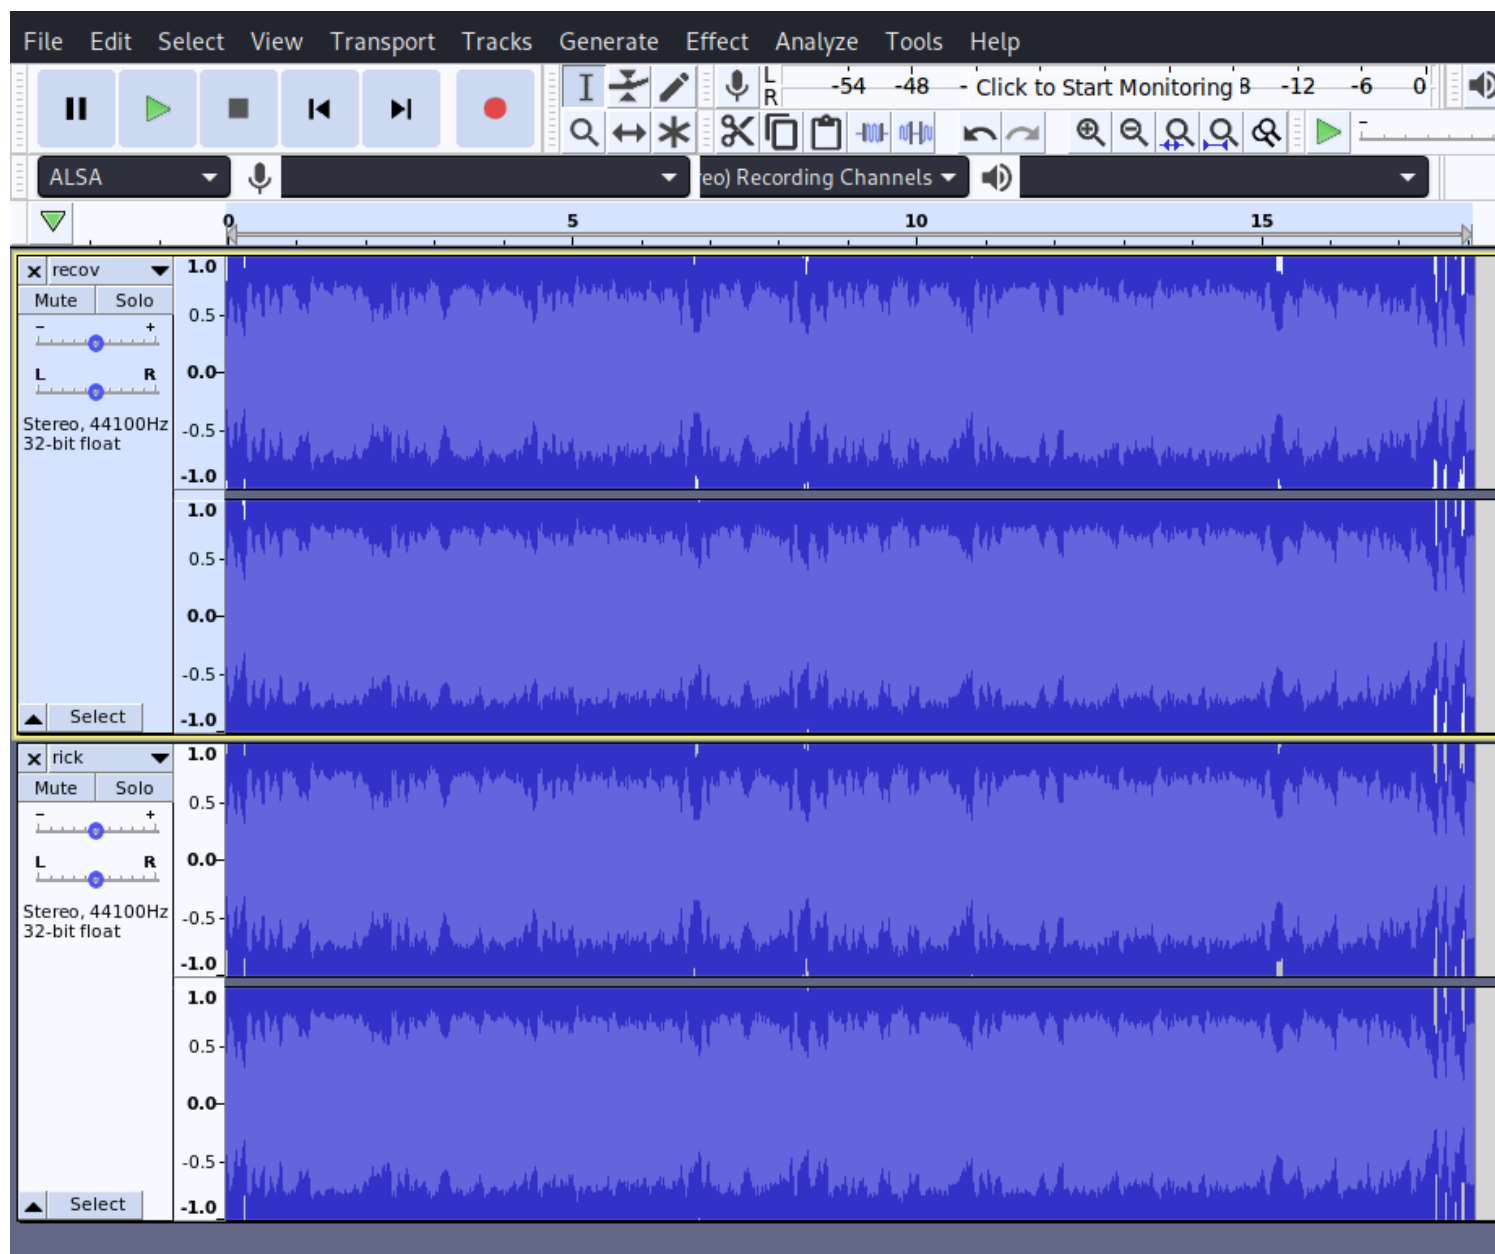 File Edit Select View Transport Tracks Generate Effect Analyze Tools Help
L
R
-54 -48 - Click to Start Monitoring 8 -12 -6 0
ALSA
eo) Recording Channels
0 5 10 15
recov
Mute Solo
- +
L R
Stereo, 44100Hz
32-bit float
Select
1.0
0.5
0.0
-0.5
-1.0
1.0
0.5
0.0
-0.5
-1.0
rick
Mute Solo
- +
L R
Stereo, 44100Hz
32-bit float
Select
1.0
0.5
0.0
-0.5
-1.0
1.0
0.5
0.0
-0.5
-1.0